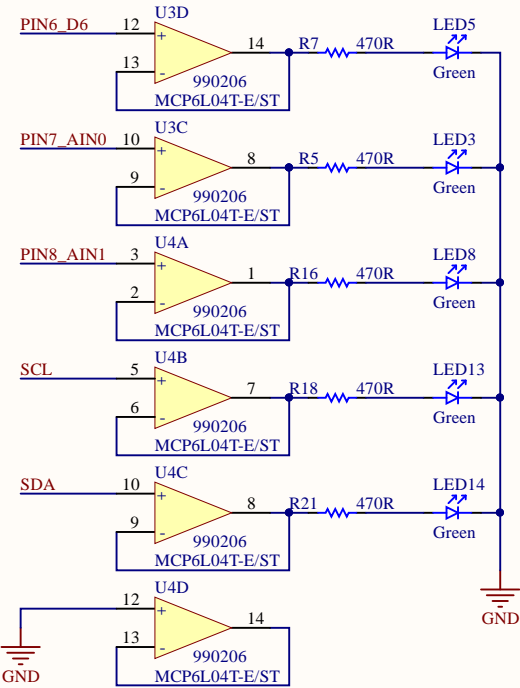 U3D
PIN6_D6 12 + 14 R7 470R LED5
13 - Green
990206
MCP6L04T-E/ST
U3C
PIN7_AIN0 10 + 8 R5 470R LED3
9 - Green
990206
MCP6L04T-E/ST
U4A
PIN8_AIN1 3 + 1 R16 470R LED8
2 - Green
990206
MCP6L04T-E/ST
U4B
SCL 5 + 7 R18 470R LED13
6 - Green
990206
MCP6L04T-E/ST
U4C
SDA 10 + 8 R21 470R LED14
9 - Green
990206
MCP6L04T-E/ST
U4D
12 + 14
13 -
GND
990206
MCP6L04T-E/ST
GND